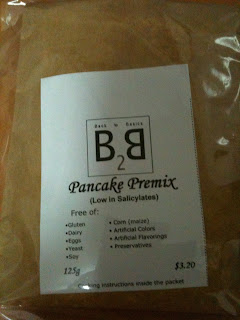 Back 'n Basics
B2B
Pancake Premix
(Low in Salicylates)
Free of:
•Gluten
•Dairy
•Eggs
•Yeast
•Soy
• Corn (maize)
• Artificial Colors
• Artificial Flavorings
• Preservatives
125g
$3.20
instructions inside the packet